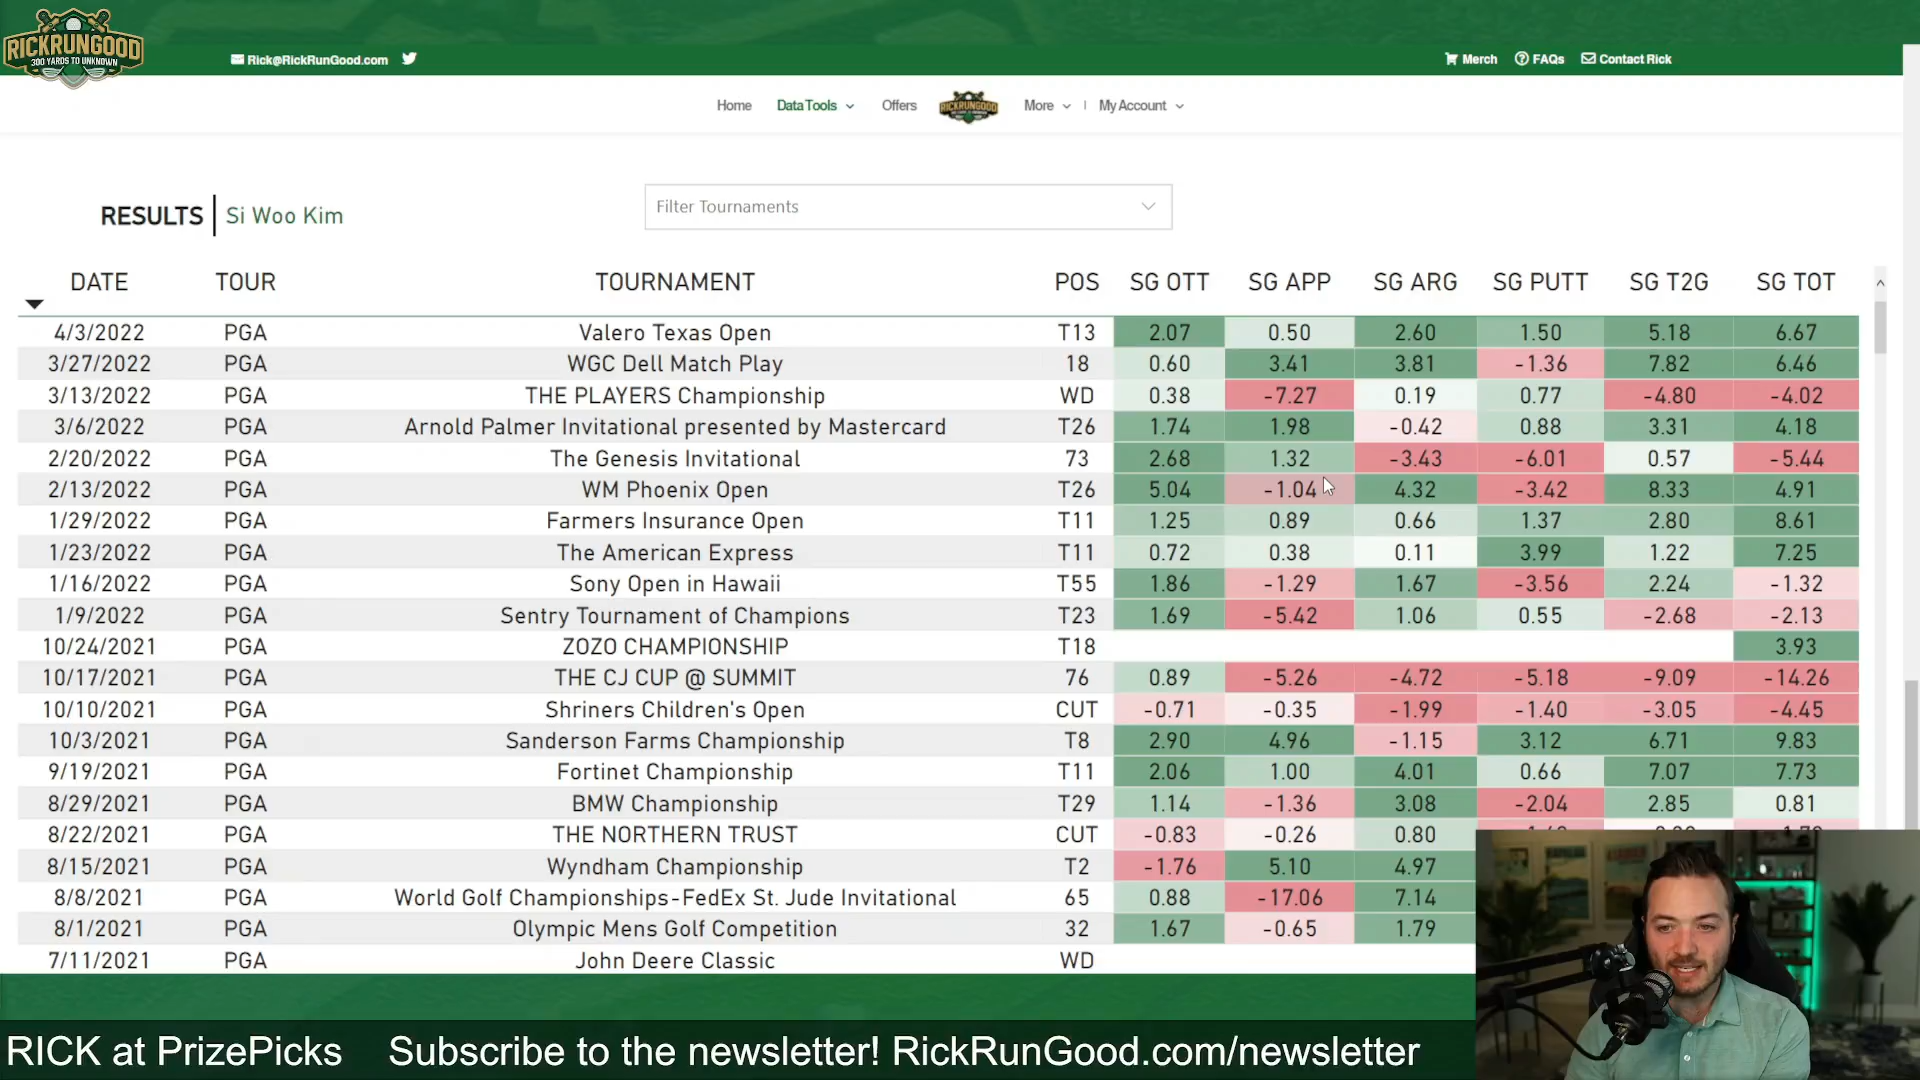 RICKRUNGOOD
300 YARDS TO UNKNOWN
Rick@RickRunGood.com
Merch FAQs Contact Rick
Home Data Tools Offers RICKRUNGOOD More | My Account
RESULTS | Si Woo Kim
Filter Tournaments
DATE TOUR TOURNAMENT POS SG OTT SG APP SG ARG SG PUTT SG T2G SG TOT
4/3/2022 PGA Valero Texas Open T13 2.07 0.50 2.60 1.50 5.18 6.67
3/27/2022 PGA WGC Dell Match Play 18 0.60 3.41 3.81 -1.36 7.82 6.46
3/13/2022 PGA THE PLAYERS Championship WD 0.38 -7.27 0.19 0.77 -4.80 -4.02
3/6/2022 PGA Arnold Palmer Invitational presented by Mastercard T26 1.74 1.98 -0.42 0.88 3.31 4.18
2/20/2022 PGA The Genesis Invitational 73 2.68 1.32 -3.43 -6.01 0.57 -5.44
2/13/2022 PGA WM Phoenix Open T26 5.04 -1.04 4.32 -3.42 8.33 4.91
1/29/2022 PGA Farmers Insurance Open T11 1.25 0.89 0.66 1.37 2.80 8.61
1/23/2022 PGA The American Express T11 0.72 0.38 0.11 3.99 1.22 7.25
1/16/2022 PGA Sony Open in Hawaii T55 1.86 -1.29 1.67 -3.56 2.24 -1.32
1/9/2022 PGA Sentry Tournament of Champions T23 1.69 -5.42 1.06 0.55 -2.68 -2.13
10/24/2021 PGA ZOZO CHAMPIONSHIP T18 3.93
10/17/2021 PGA THE CJ CUP @ SUMMIT 76 0.89 -5.26 -4.72 -5.18 -9.09 -14.26
10/10/2021 PGA Shriners Children's Open CUT -0.71 -0.35 -1.99 -1.40 -3.05 -4.45
10/3/2021 PGA Sanderson Farms Championship T8 2.90 4.96 -1.15 3.12 6.71 9.83
9/19/2021 PGA Fortinet Championship T11 2.06 1.00 4.01 0.66 7.07 7.73
8/29/2021 PGA BMW Championship T29 1.14 -1.36 3.08 -2.04 2.85 0.81
8/22/2021 PGA THE NORTHERN TRUST CUT -0.83 -0.26 0.80
8/15/2021 PGA Wyndham Championship T2 -1.76 5.10 4.97
8/8/2021 PGA World Golf Championships-FedEx St. Jude Invitational 65 0.88 -17.06 7.14
8/1/2021 PGA Olympic Mens Golf Competition 32 1.67 -0.65 1.79
7/11/2021 PGA John Deere Classic WD
RICK at PrizePicks Subscribe to the newsletter! RickRunGood.com/newsletter